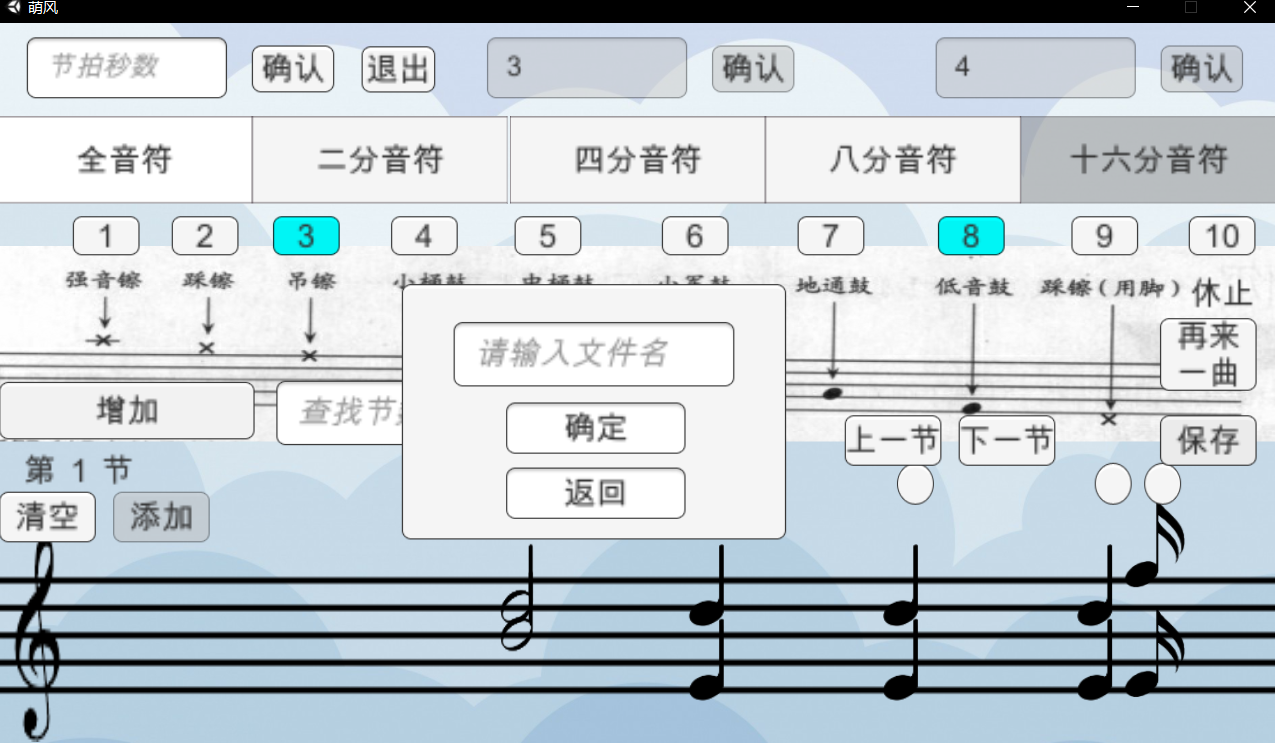 萌风
节拍秒数
确认
退出
3
确认
4
确认
全音符
二分音符
四分音符
八分音符
十六分音符
1
2
3
4
5
6
7
8
9
10
强音镲
踩镲
吊镲
地通鼓
低音鼓
踩镲(用脚)
休止
请输入文件名
再来
一曲
增加
查找节
确定
上一节
下一节
保存
第 1 节
返回
清空
添加